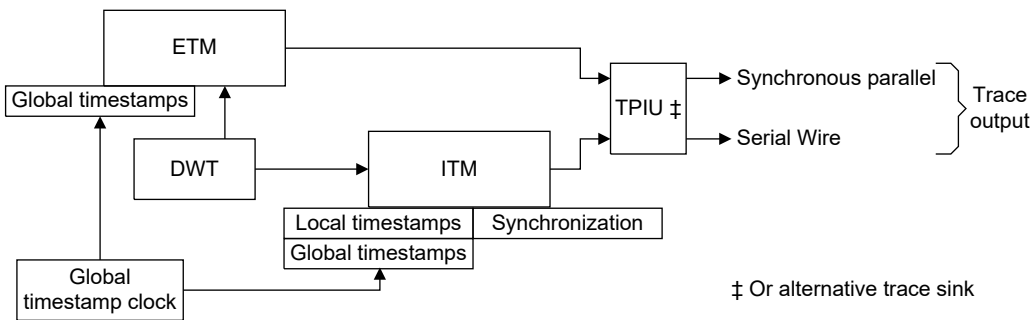 ETM
Global timestamps
DWT
ITM
Local timestamps
Synchronization
Global timestamps
Global
timestamp clock
TPIU ‡
Synchronous parallel
Serial Wire
Trace
output
‡ Or alternative trace sink